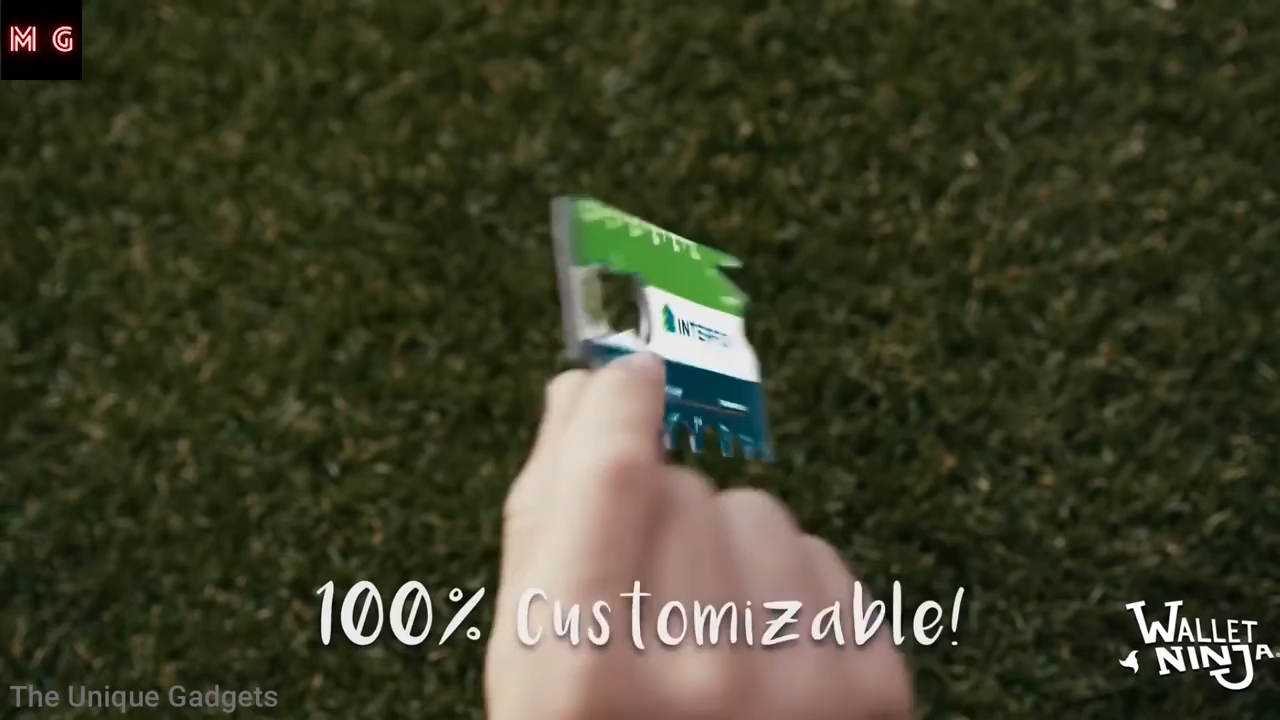 M G
100% Customizable!
WALLET
NINJA
The Unique Gadgets